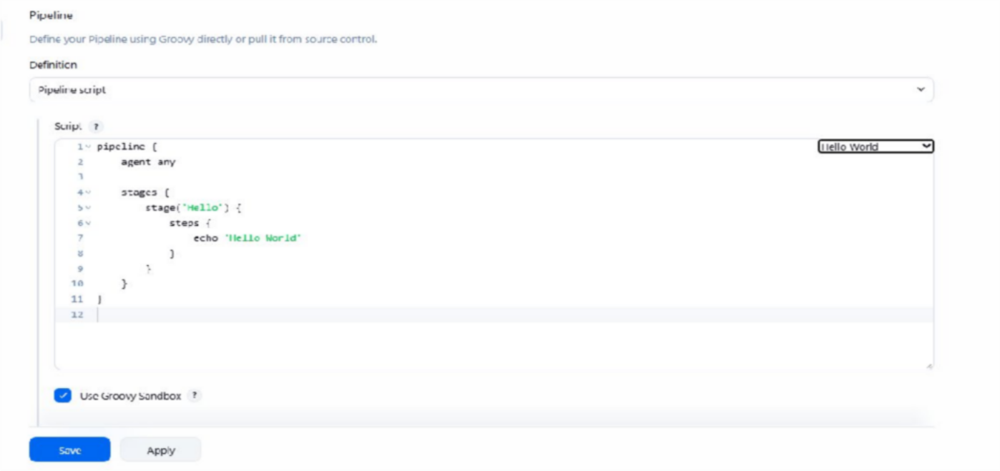 Pipeline
Define your Pipeline using Groovy directly or pull it from source control.
Definition
Pipeline script
Script ?
Hello World
1 pipeline {
2 agent any
3
4 stages {
5 stage('Hello') {
6 steps {
7 echo 'Hello World'
8 }
9 }
10 }
11 }
12
Use Groovy Sandbox ?
Save Apply